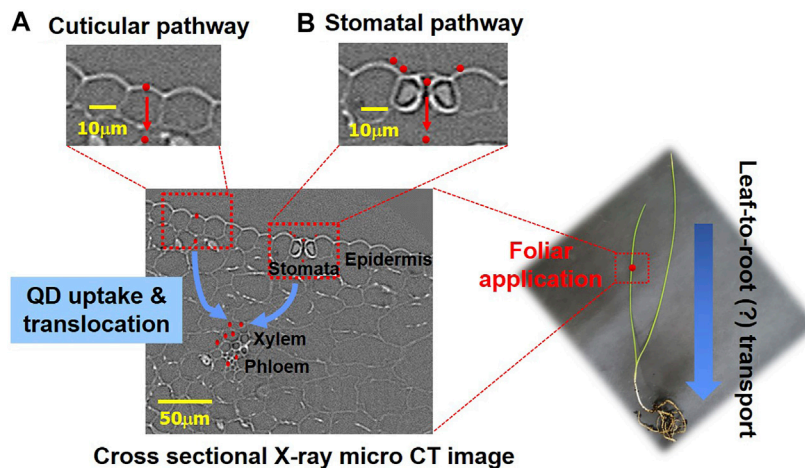 A
Cuticular pathway
B
Stomatal pathway
10μm
10μm
Stomata
Epidermis
QD uptake &
translocation
Xylem
Phloem
50μm
Cross sectional X-ray micro CT image
Foliar
application
Leaf-to-root (?) transport